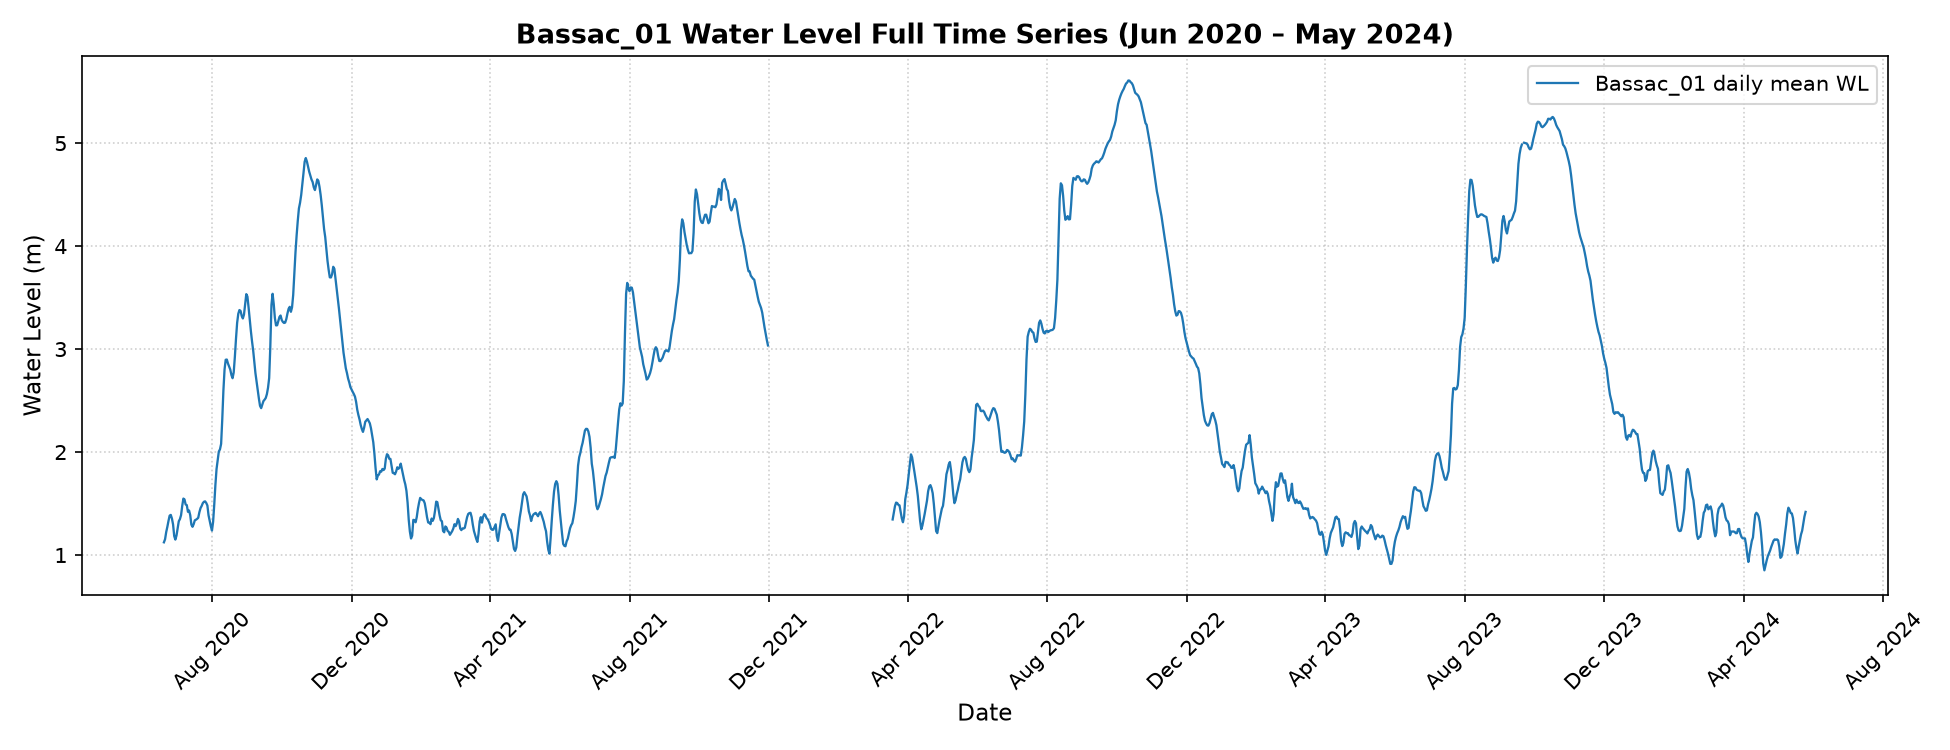 Bassac_01 Water Level Full Time Series (Jun 2020 – May 2024)
Bassac_01 daily mean WL
Water Level (m)
5
4
3
2
1
Aug 2020
Dec 2020
Apr 2021
Aug 2021
Dec 2021
Apr 2022
Aug 2022
Dec 2022
Apr 2023
Aug 2023
Dec 2023
Apr 2024
Aug 2024
Date